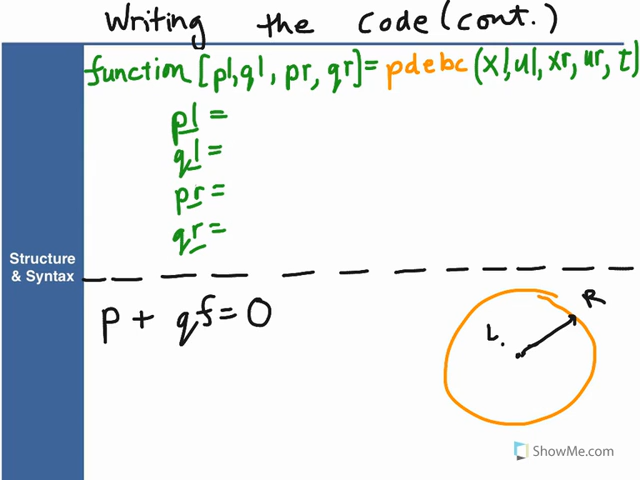 Writing the code (cont.)
function [pl, ql, pr, qr] = pdebc (xl, ul, xr, ur, t)
pl =
ql =
pr =
qr =
Structure
& Syntax
p + qf = 0
L.
R
ShowMe.com